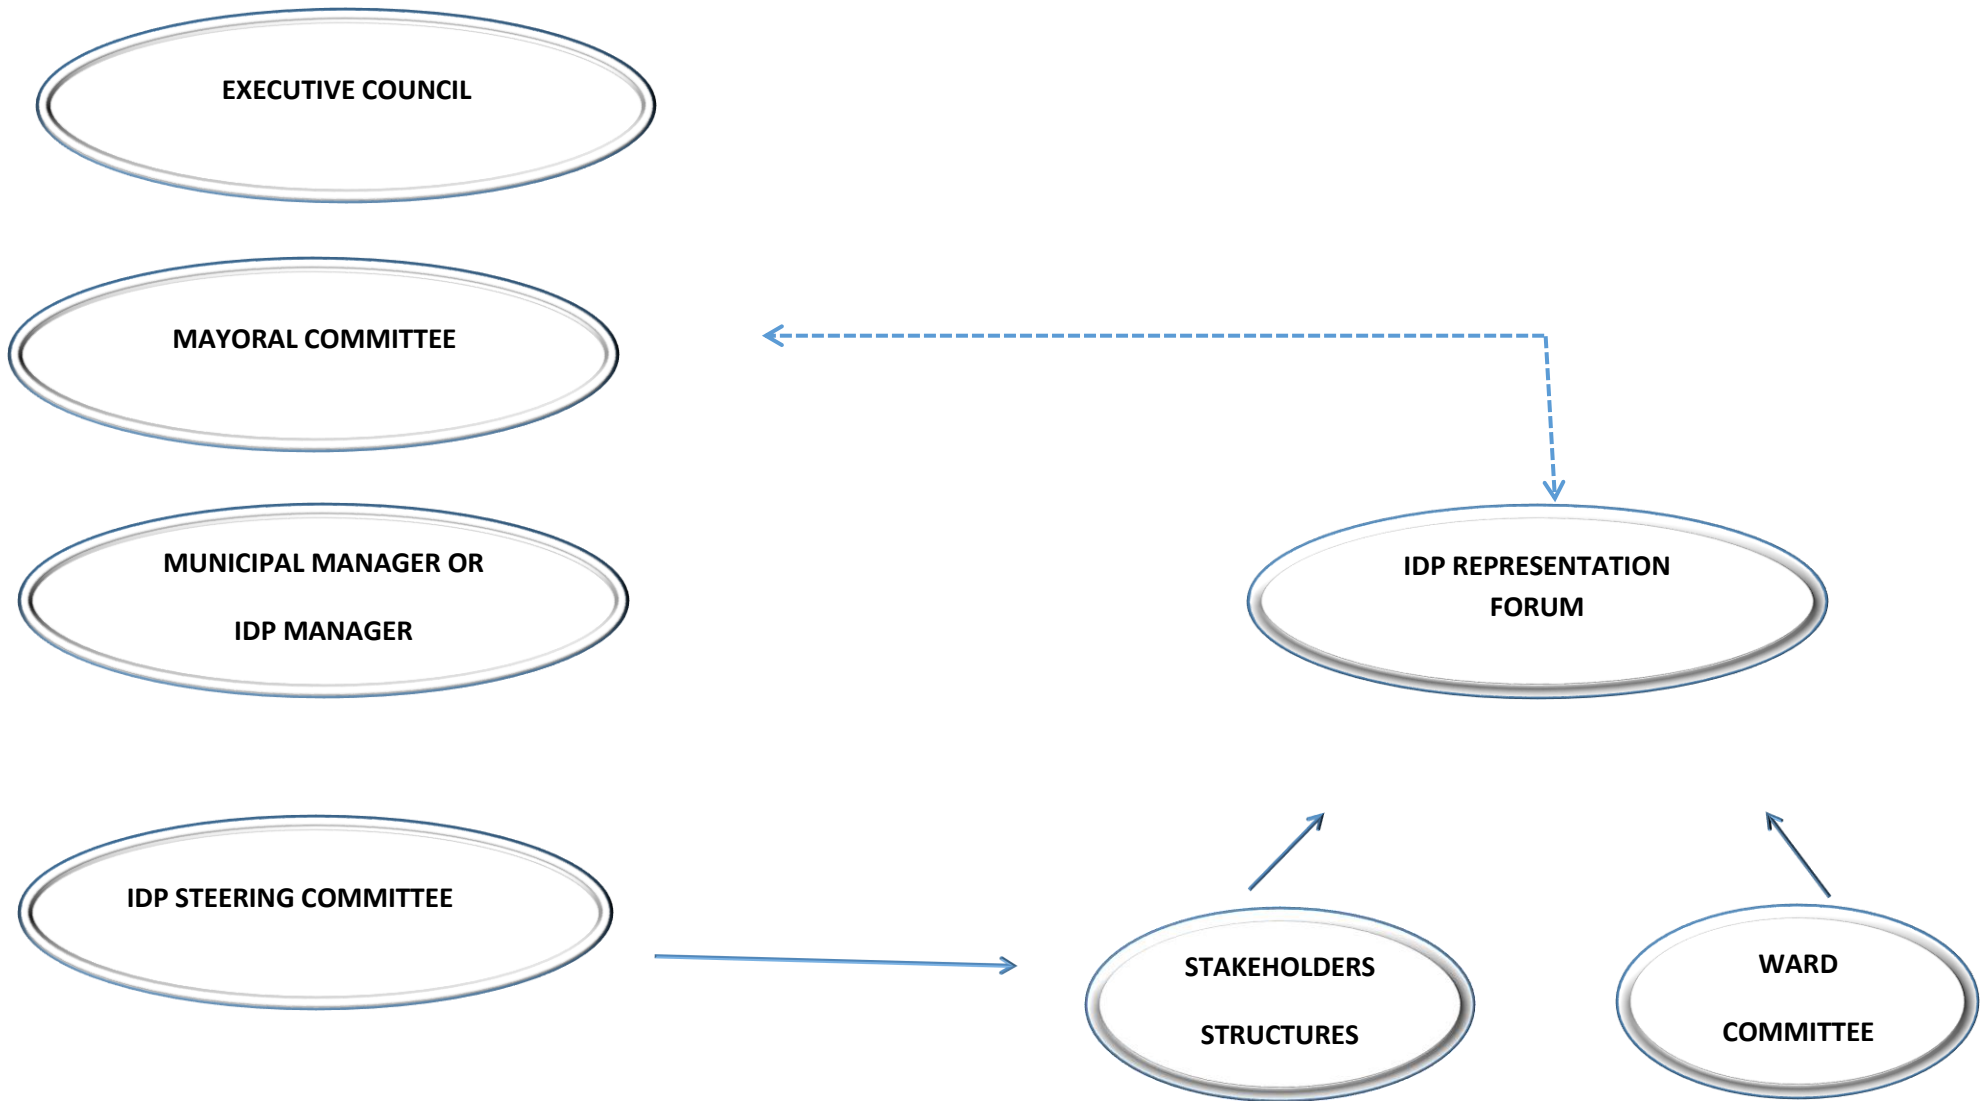 EXECUTIVE COUNCIL
MAYORAL COMMITTEE
MUNICIPAL MANAGER OR
IDP MANAGER
IDP REPRESENTATION
FORUM
IDP STEERING COMMITTEE
STAKEHOLDERS
STRUCTURES
WARD
COMMITTEE